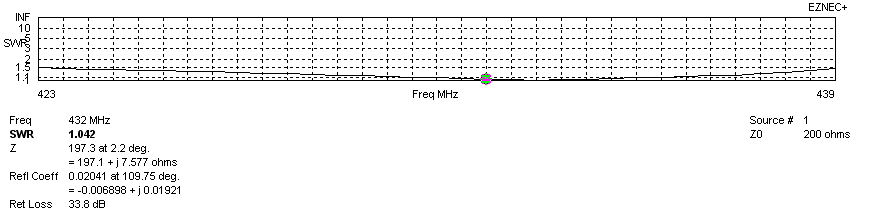 EZNEC+
INF
10
5
SWR
3
2
1.5
1.1
423 Freq MHz 439
Freq 432 MHz Source # 1
SWR 1.042 Z0 200 ohms
Z 197.3 at 2.2 deg.
= 197.1 + j 7.577 ohms
Refl Coeff 0.02041 at 109.75 deg.
= -0.006898 + j 0.01921
Ret Loss 33.8 dB